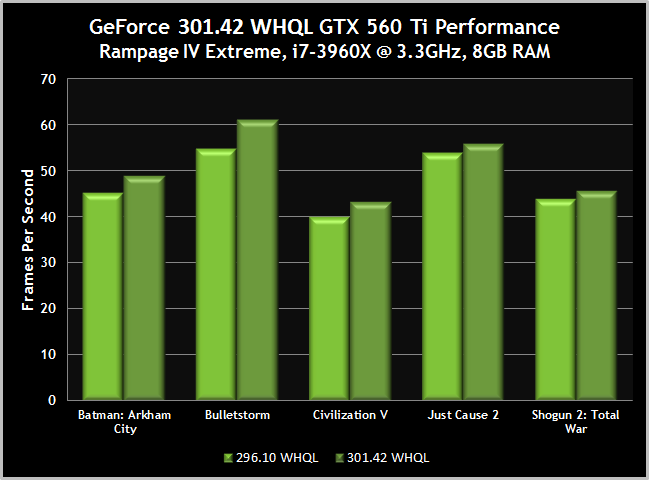 GeForce 301.42 WHQL GTX 560 Ti Performance
Rampage IV Extreme, i7-3960X @ 3.3GHz, 8GB RAM
Frames Per Second
70
60
50
40
30
20
10
0
Batman: Arkham
City
Bulletstorm
Civilization V
Just Cause 2
Shogun 2: Total
War
296.10 WHQL
301.42 WHQL